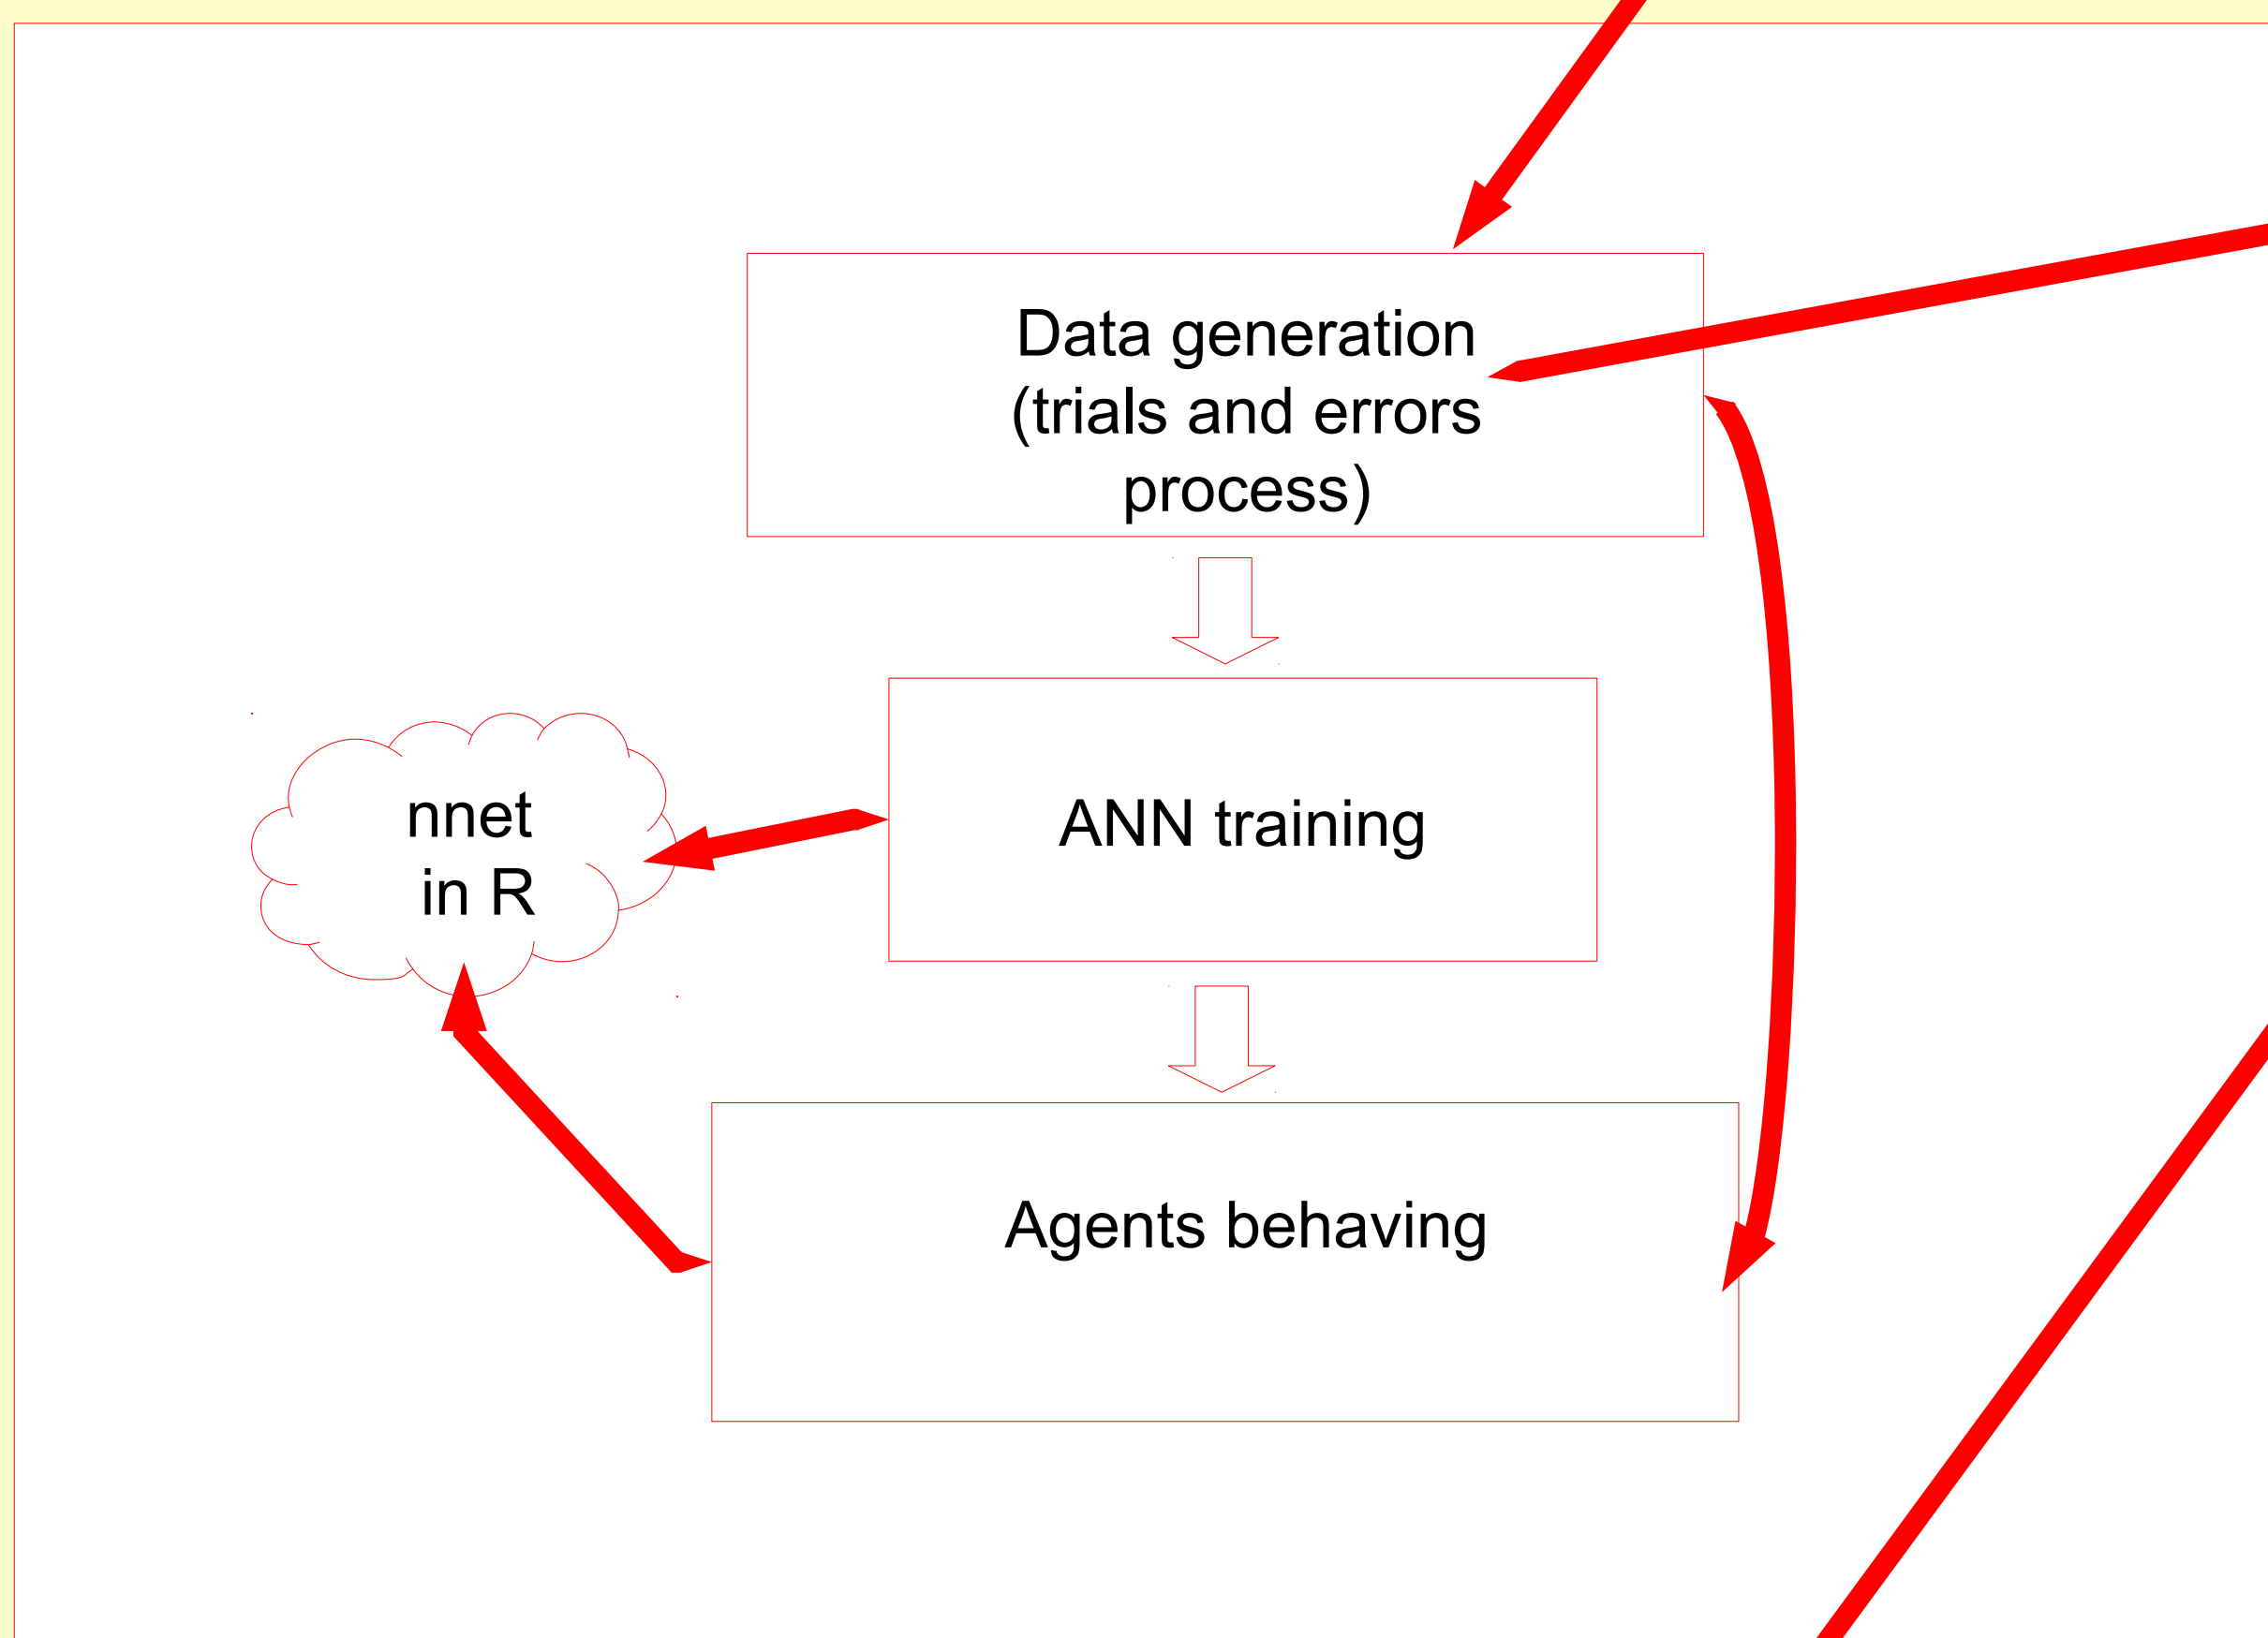 Data generation
(trials and errors
process)
nnet
in R
ANN training
Agents behaving